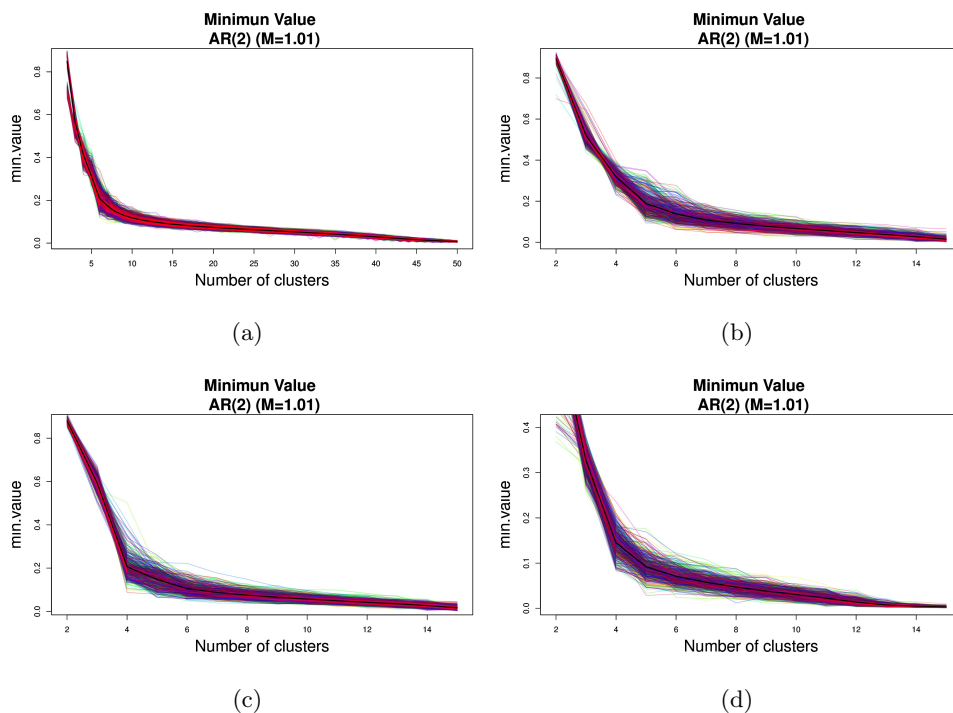 Minimun Value
AR(2) (M=1.01)
min.value
0.0 0.2 0.4 0.6 0.8
5 10 15 20 25 30 35 40 45 50
Number of clusters
(a)
Minimun Value
AR(2) (M=1.01)
min.value
0.0 0.2 0.4 0.6 0.8
2 4 6 8 10 12 14
Number of clusters
(b)
Minimun Value
AR(2) (M=1.01)
min.value
0.0 0.2 0.4 0.6 0.8
2 4 6 8 10 12 14
Number of clusters
(c)
Minimun Value
AR(2) (M=1.01)
min.value
0.0 0.1 0.2 0.3 0.4
2 4 6 8 10 12 14
Number of clusters
(d)